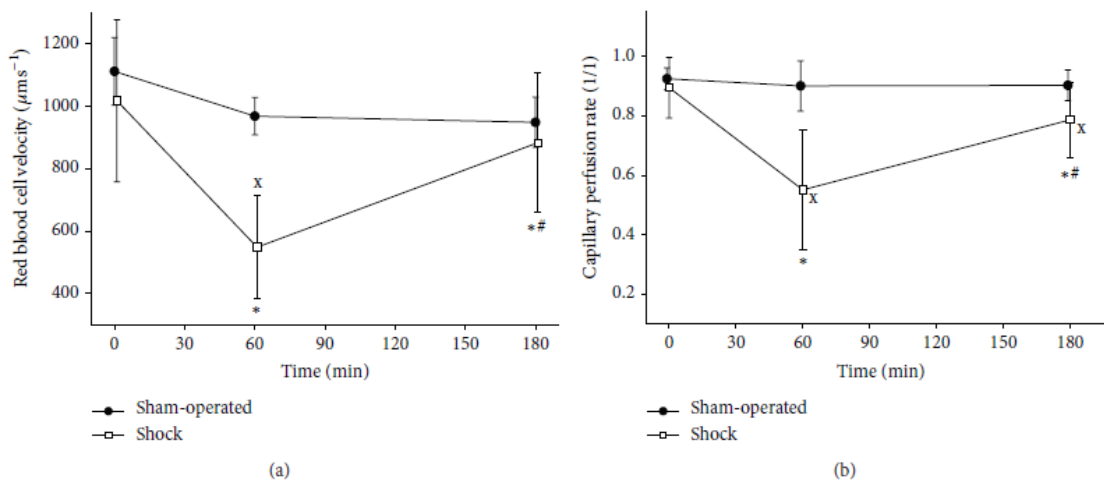 1200
1000
800
600
400
Red blood cell velocity (μms⁻¹)
x
*
*#
0 30 60 90 120 150 180
Time (min)
Sham-operated
Shock
(a)
1.0
0.8
0.6
0.4
0.2
Capillary perfusion rate (1/1)
x
*
x
*#
0 30 60 90 120 150 180
Time (min)
Sham-operated
Shock
(b)